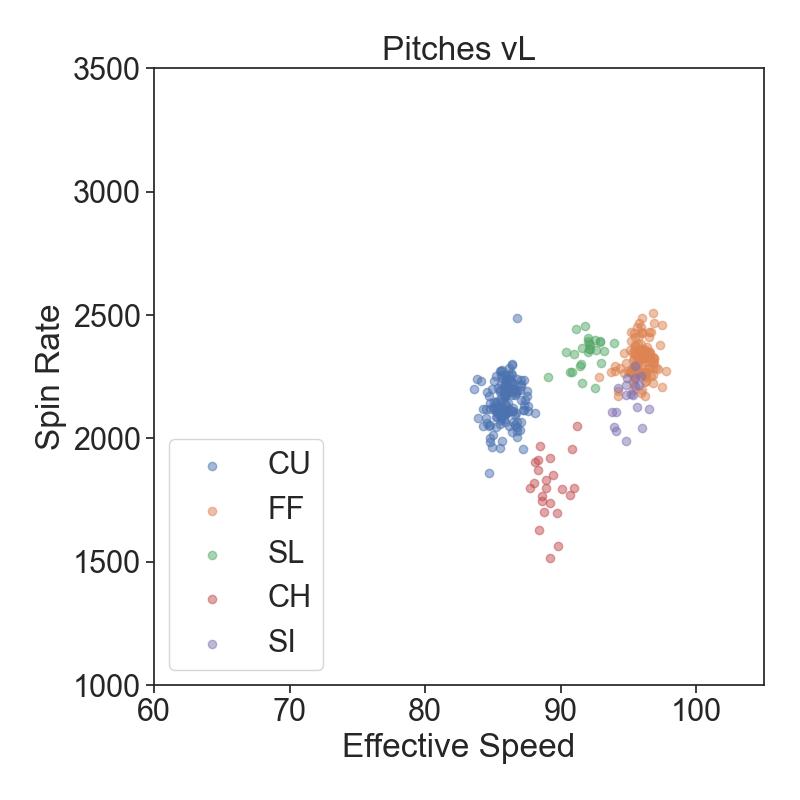 Pitches vL
3500
3000
2500
2000
1500
1000
Spin Rate
CU
FF
SL
CH
SI
60 70 80 90 100
Effective Speed